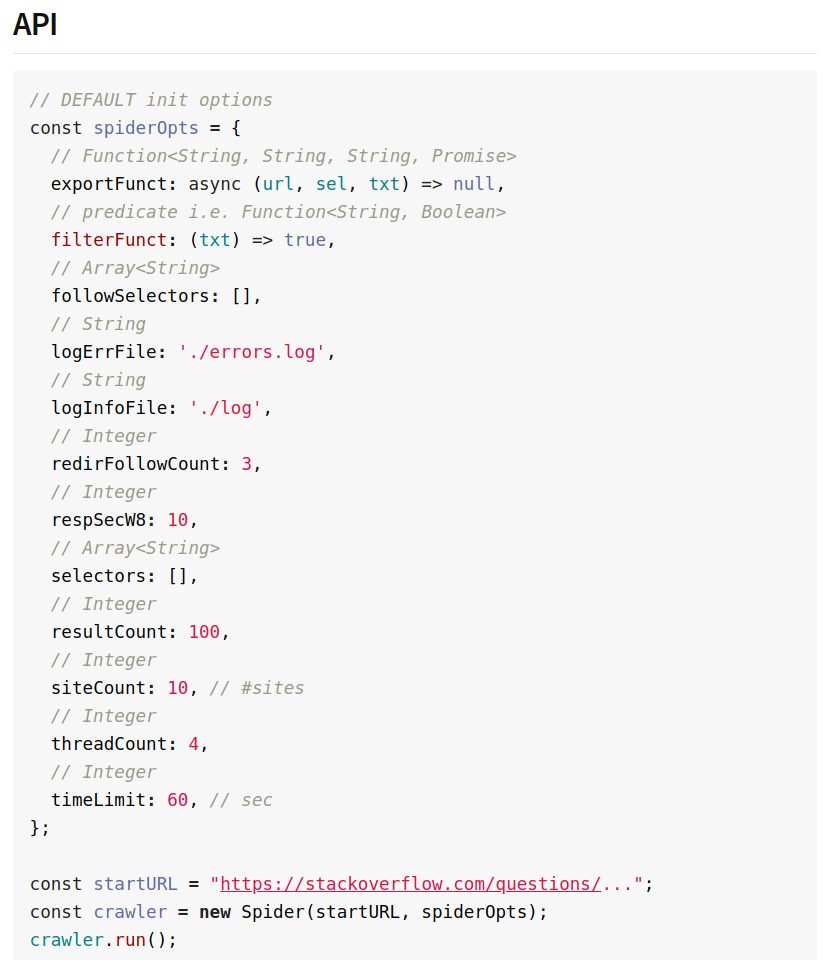 API
// DEFAULT init options
const spiderOpts = {
// Function<String, String, String, Promise>
exportFunct: async (url, sel, txt) => null,
// predicate i.e. Function<String, Boolean>
filterFunct: (txt) => true,
// Array<String>
followSelectors: [],
// String
logErrFile: './errors.log',
// String
logInfoFile: './log',
// Integer
redirFollowCount: 3,
// Integer
respSecW8: 10,
// Array<String>
selectors: [],
// Integer
resultCount: 100,
// Integer
siteCount: 10, // #sites
// Integer
threadCount: 4,
// Integer
timeLimit: 60, // sec
};
const startURL = "https://stackoverflow.com/questions/...";
const crawler = new Spider(startURL, spiderOpts);
crawler.run();